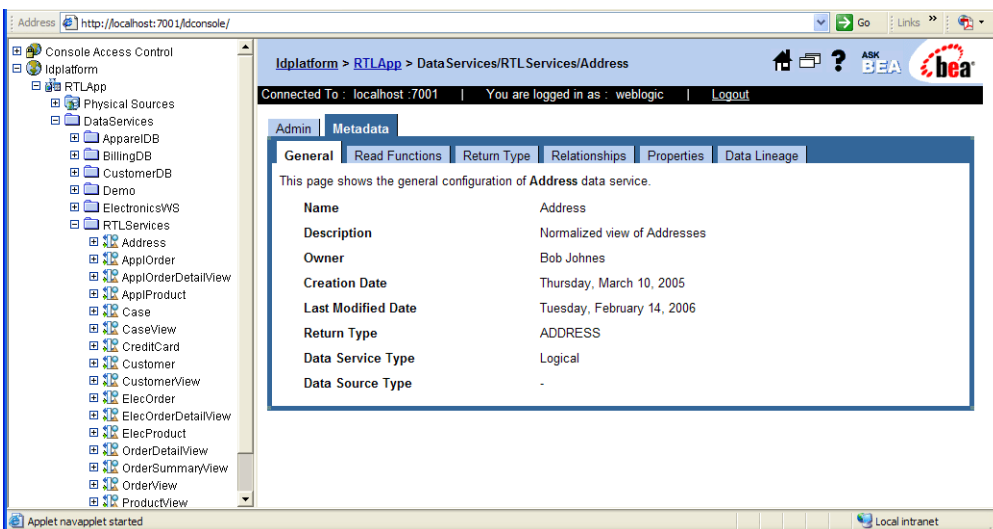 Address http://localhost:7001/ldconsole/ Go Links »
Console Access Control
ldplatform
RTLApp
Physical Sources
DataServices
ApparelDB
BillingDB
CustomerDB
Demo
ElectronicsWS
RTLServices
Address
ApplOrder
ApplOrderDetailView
ApplProduct
Case
CaseView
CreditCard
Customer
CustomerView
ElecOrder
ElecOrderDetailView
ElecProduct
OrderDetailView
OrderSummaryView
OrderView
ProductView
ldplatform > RTLApp > DataServices/RTLServices/Address ? ASK BEA bea
Connected To : localhost :7001 | You are logged in as : weblogic | Logout
Admin Metadata
General Read Functions Return Type Relationships Properties Data Lineage
This page shows the general configuration of Address data service.
Name Address
Description Normalized view of Addresses
Owner Bob Johnes
Creation Date Thursday, March 10, 2005
Last Modified Date Tuesday, February 14, 2006
Return Type ADDRESS
Data Service Type Logical
Data Source Type -
Applet navapplet started Local intranet